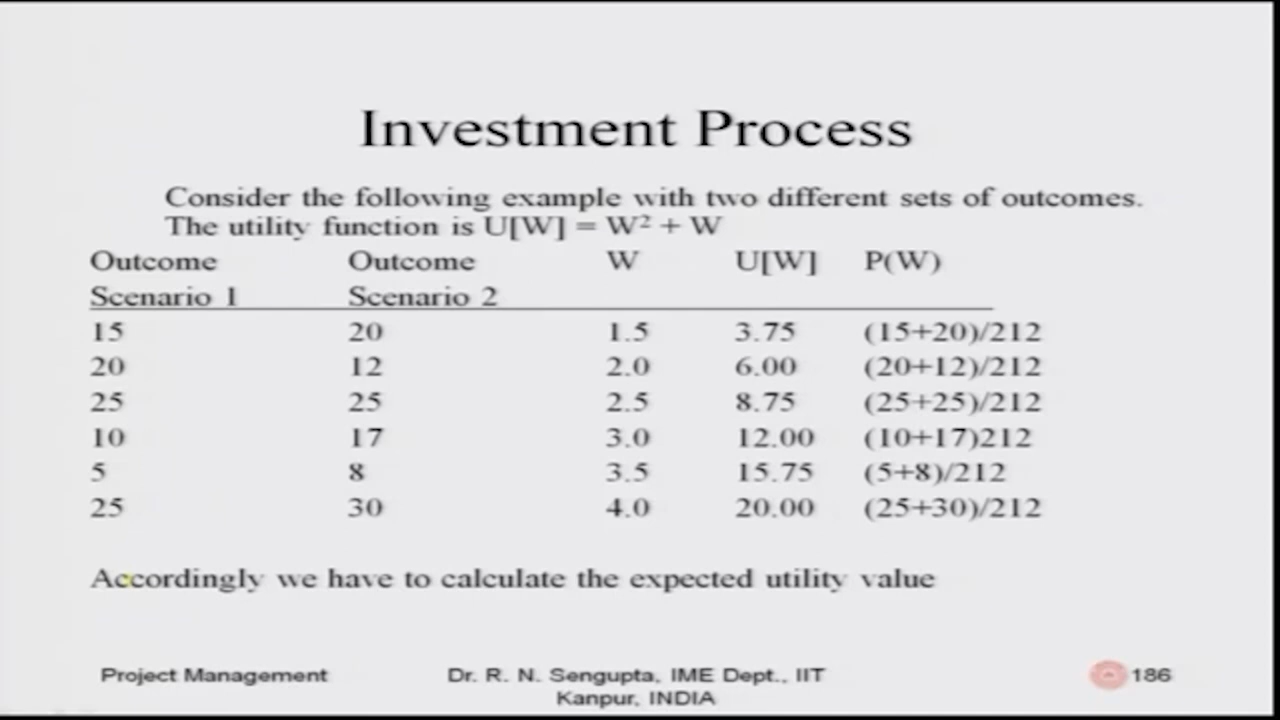 Investment Process
Consider the following example with two different sets of outcomes.
The utility function is U[W] = W² + W
Outcome Outcome W U[W] P(W)
Scenario 1 Scenario 2
15 20 1.5 3.75 (15+20)/212
20 12 2.0 6.00 (20+12)/212
25 25 2.5 8.75 (25+25)/212
10 17 3.0 12.00 (10+17)212
5 8 3.5 15.75 (5+8)/212
25 30 4.0 20.00 (25+30)/212
Accordingly we have to calculate the expected utility value
Project Management Dr. R. N. Sengupta, IME Dept., IIT 186
Kanpur, INDIA